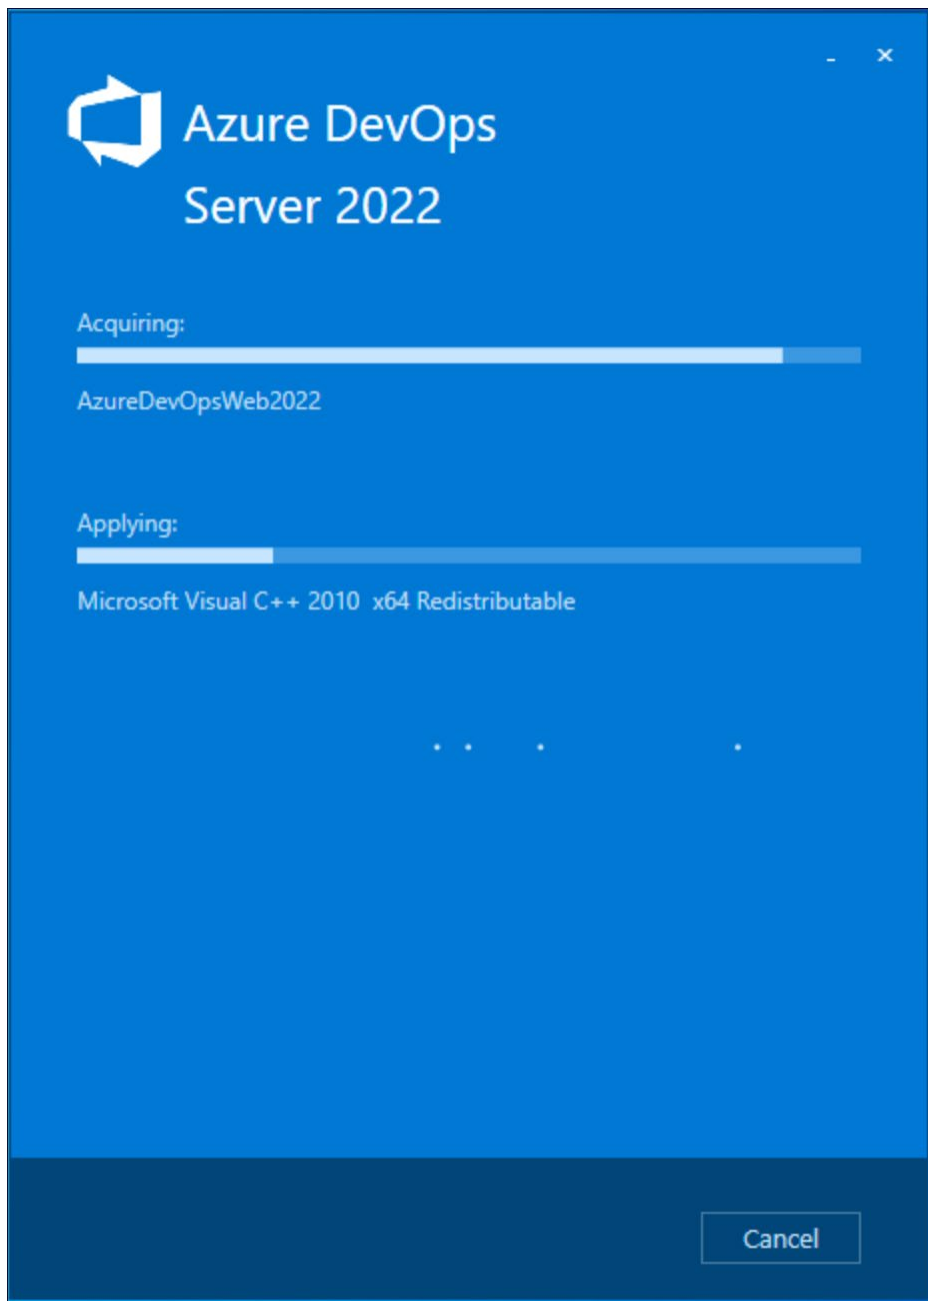 Azure DevOps
Server 2022
Acquiring:
AzureDevOpsWeb2022
Applying:
Microsoft Visual C++ 2010  x64 Redistributable
Cancel